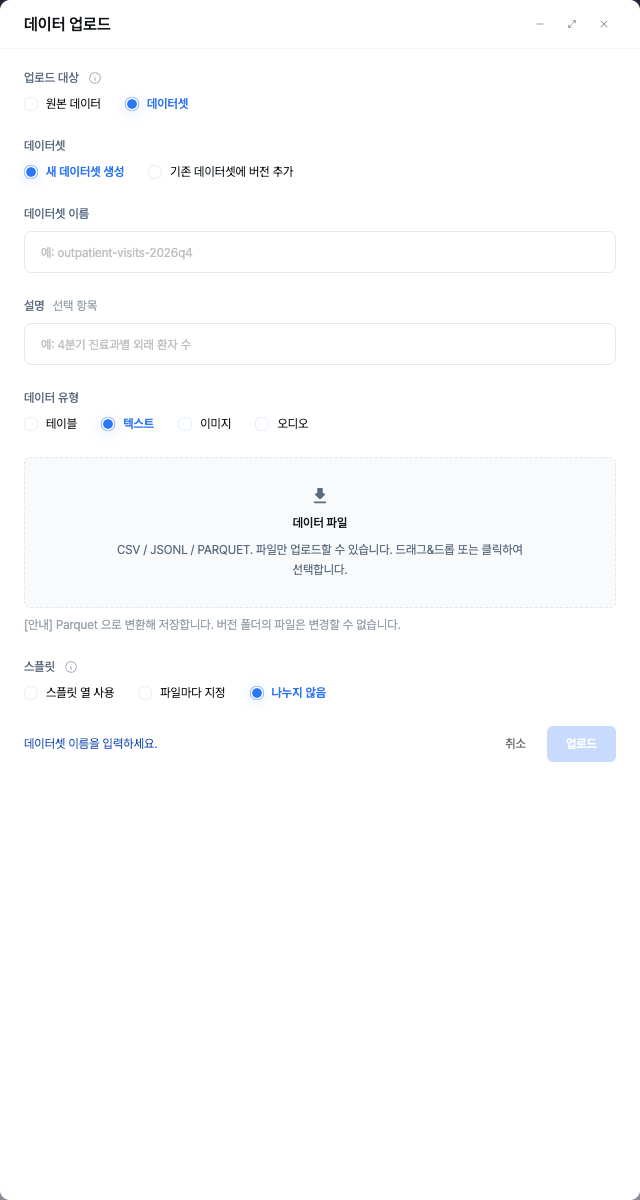 데이터 업로드
업로드 대상
원본 데이터 데이터셋
데이터셋
새 데이터셋 생성 기존 데이터셋에 버전 추가
데이터셋 이름
예: outpatient-visits-2026q4
설명 선택 항목
예: 4분기 진료과별 외래 환자 수
데이터 유형
테이블 텍스트 이미지 오디오
데이터 파일
CSV / JSONL / PARQUET. 파일만 업로드할 수 있습니다. 드래그&드롭 또는 클릭하여
선택합니다.
[안내] Parquet 으로 변환해 저장합니다. 버전 폴더의 파일은 변경할 수 없습니다.
스플릿
스플릿 열 사용 파일마다 지정 나누지 않음
데이터셋 이름을 입력하세요. 취소 업로드